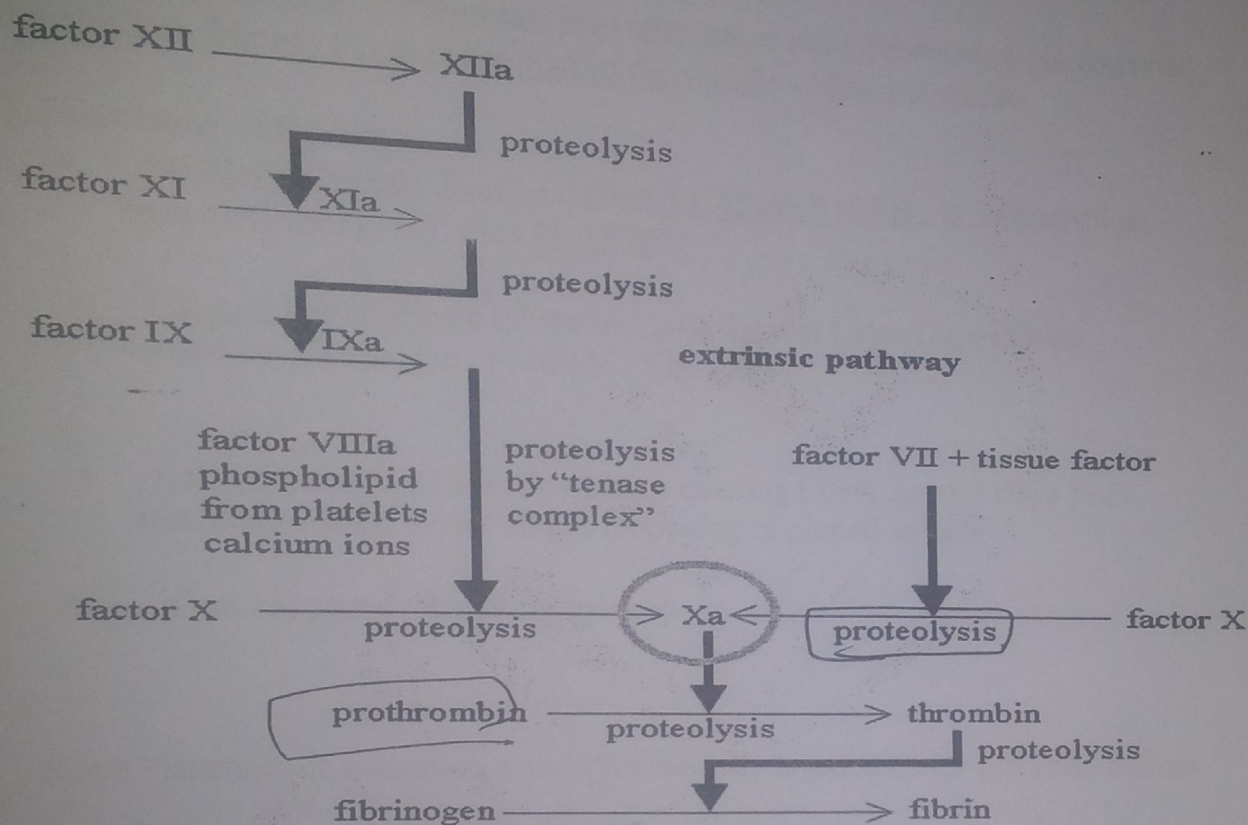 factor XII
XIIa
proteolysis
factor XI
XIa
proteolysis
factor IX
IXa
extrinsic pathway
factor VIIIa
phospholipid
from platelets
calcium ions
proteolysis
by “tenase
complex”
factor VII + tissue factor
factor X
proteolysis
Xa
proteolysis
factor X
prothrombin
proteolysis
thrombin
proteolysis
fibrinogen
fibrin